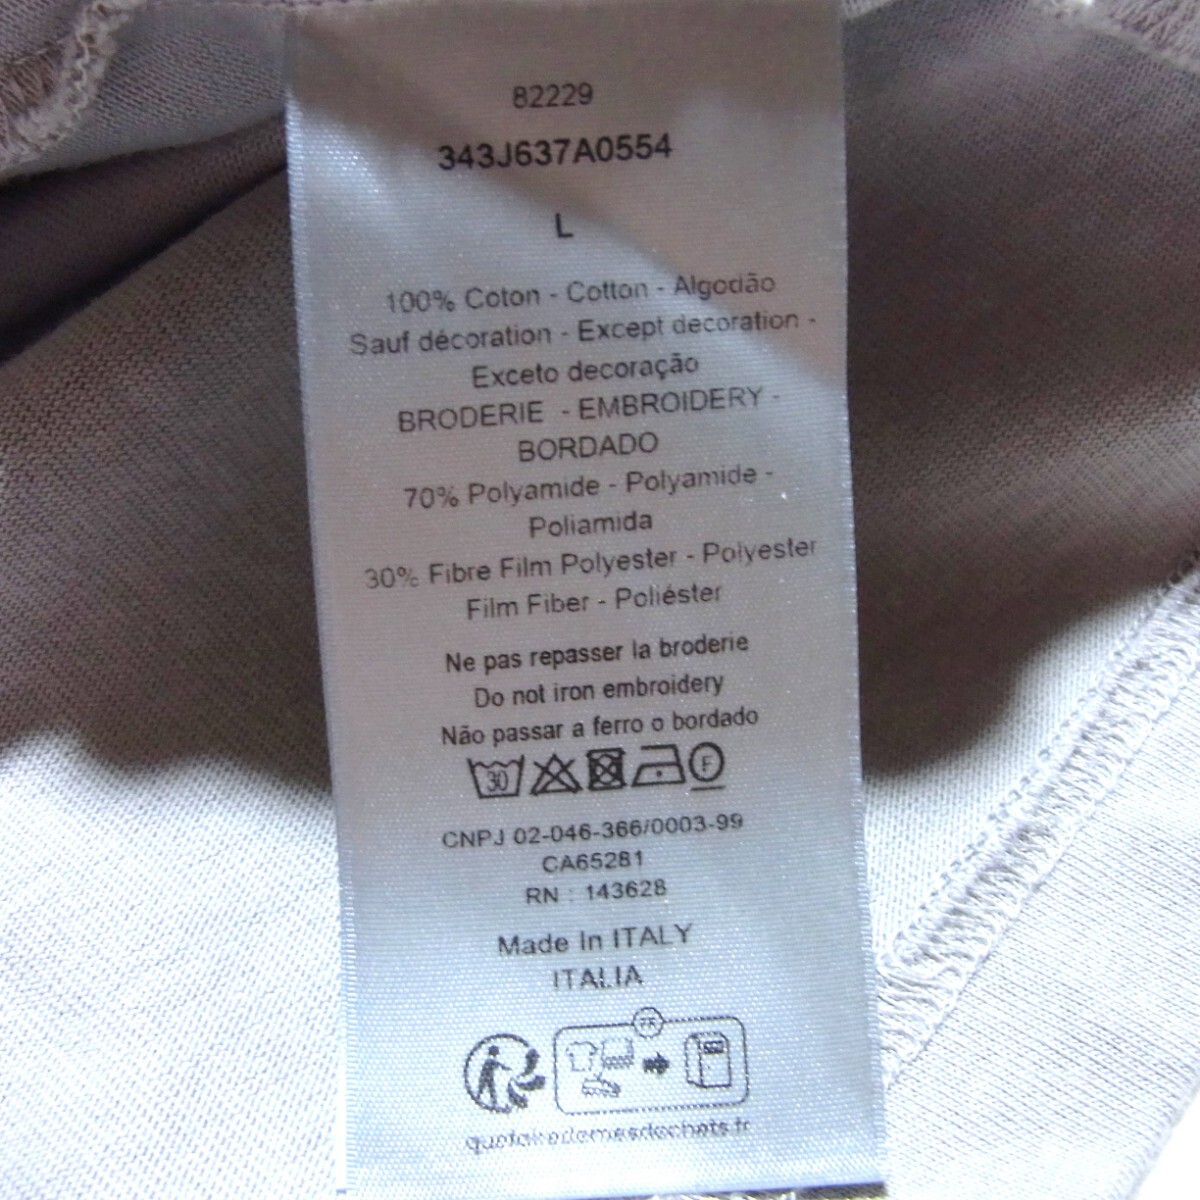 82229
343J637A0554
L
100% Coton - Cotton - Algodão
Sauf décoration - Except decoration -
Exceto decoração
BRODERIE - EMBROIDERY -
BORDADO
70% Polyamide - Polyamide -
Poliamida
30% Fibre Film Polyester - Polyester
Film Fiber - Poliéster
Ne pas repasser la broderie
Do not iron embroidery
Não passar a ferro o bordado
30 F
CNPJ 02-046-366/0003-99
CA65281
RN : 143628
Made In ITALY
ITALIA
FR
quefairedemesdechets.fr